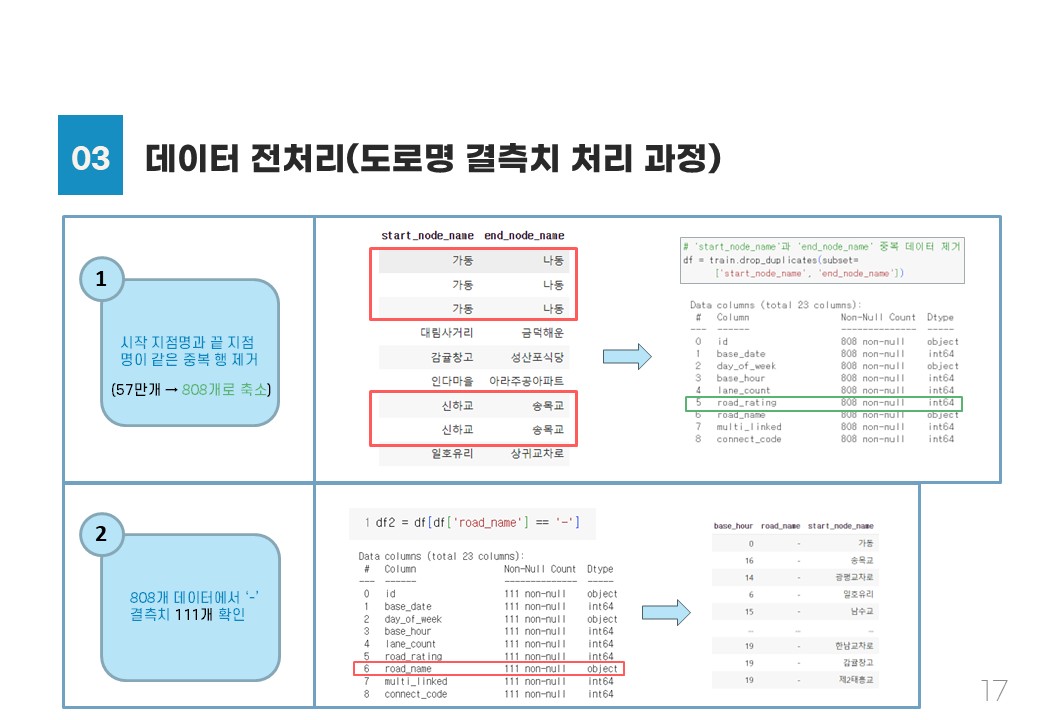 03
데이터 전처리(도로명 결측치 처리 과정)
1
시작 지점명과 끝 지점
명이 같은 중복 행 제거
(57만개 → 808개로 축소)
start_node_name end_node_name
가동 나동
가동 나동
가동 나동
대림사거리 금덕해운
감귤창고 성산포식당
인다마을 아라주공아파트
신하교 송목교
신하교 송목교
일호유리 상귀교차로
# 'start_node_name'과 'end_node_name' 중복 데이터 제거
df = train.drop_duplicates(subset=
['start_node_name', 'end_node_name'])
Data columns (total 23 columns):
# Column Non-Null Count Dtype
--- ------ -------------- -----
0 id 808 non-null object
1 base_date 808 non-null int64
2 day_of_week 808 non-null object
3 base_hour 808 non-null int64
4 lane_count 808 non-null int64
5 road_rating 808 non-null int64
6 road_name 808 non-null object
7 multi_linked 808 non-null int64
8 connect_code 808 non-null int64
2
808개 데이터에서 ‘-’
결측치 111개 확인
1 df2 = df[df['road_name'] == '-']
Data columns (total 23 columns):
# Column Non-Null Count Dtype
--- ------ -------------- -----
0 id 111 non-null object
1 base_date 111 non-null int64
2 day_of_week 111 non-null object
3 base_hour 111 non-null int64
4 lane_count 111 non-null int64
5 road_rating 111 non-null int64
6 road_name 111 non-null object
7 multi_linked 111 non-null int64
8 connect_code 111 non-null int64
base_hour road_name start_node_name
0 - 가동
16 - 송목교
14 - 광평교차로
6 - 일호유리
15 - 남수교
... ... ...
19 - 한남교차로
19 - 감귤창고
19 - 제2태흥교
17